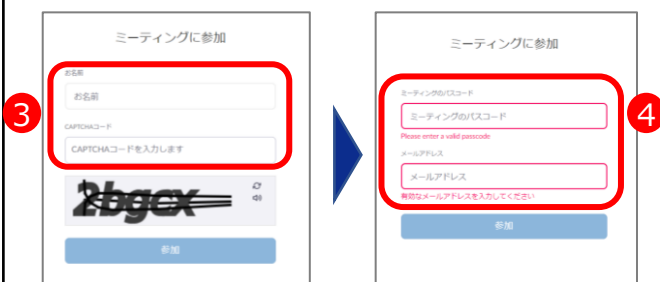 ミーティングに参加
3
お名前
お名前
CAPTCHAコード
CAPTCHAコードを入力します
2bgcx
参加
ミーティングに参加
4
ミーティングのパスコード
ミーティングのパスコード
Please enter a valid passcode
メールアドレス
メールアドレス
有効なメールアドレスを入力してください
参加